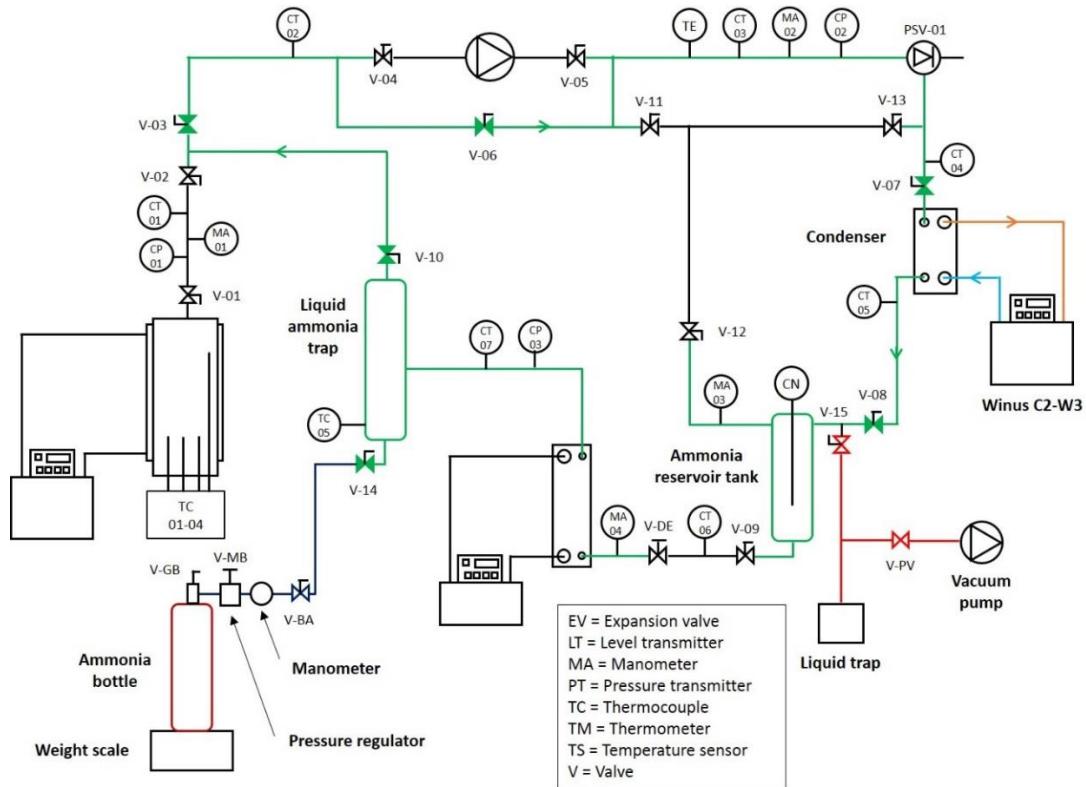 CT
02
V-04
V-05
TE
CT
03
MA
02
CP
02
PSV-01
V-03
V-06
V-11
V-13
V-02
CT
01
CP
01
MA
01
V-01
V-10
CT
04
V-07
Condenser
Liquid
ammonia
trap
CT
05
CT
07
CP
03
V-12
MA
03
CN
V-15
V-08
Winus C2-W3
TC
05
V-14
Ammonia
reservoir tank
TC
01-04
MA
04
V-DE
CT
06
V-09
V-GB
V-MB
V-BA
V-PV
Vacuum
pump
Manometer
Ammonia
bottle
Liquid trap
Weight scale
Pressure regulator
EV = Expansion valve
LT = Level transmitter
MA = Manometer
PT = Pressure transmitter
TC = Thermocouple
TM = Thermometer
TS = Temperature sensor
V = Valve